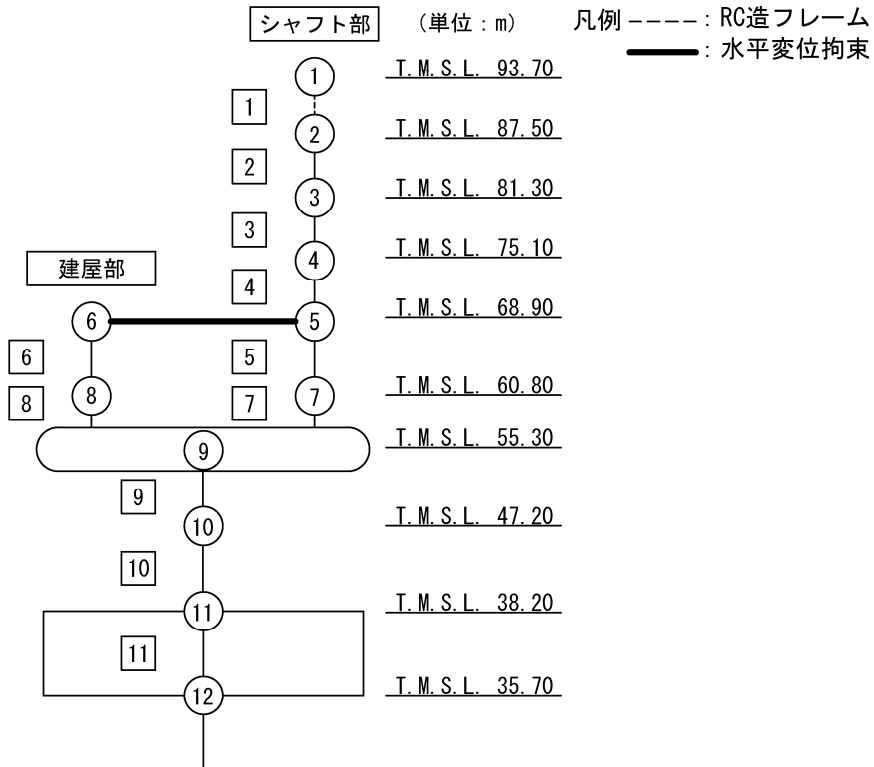 シャフト部 (単位:m) 凡例 ----:RC造フレーム
:水平変位拘束
1 T.M.S.L. 93.70
1
2 T.M.S.L. 87.50
2
3 T.M.S.L. 81.30
3
4 T.M.S.L. 75.10
建屋部 4
6 5 T.M.S.L. 68.90
6 5
8 7 T.M.S.L. 60.80
8 7
9 T.M.S.L. 55.30
9
10 T.M.S.L. 47.20
10
11 T.M.S.L. 38.20
11
12 T.M.S.L. 35.70